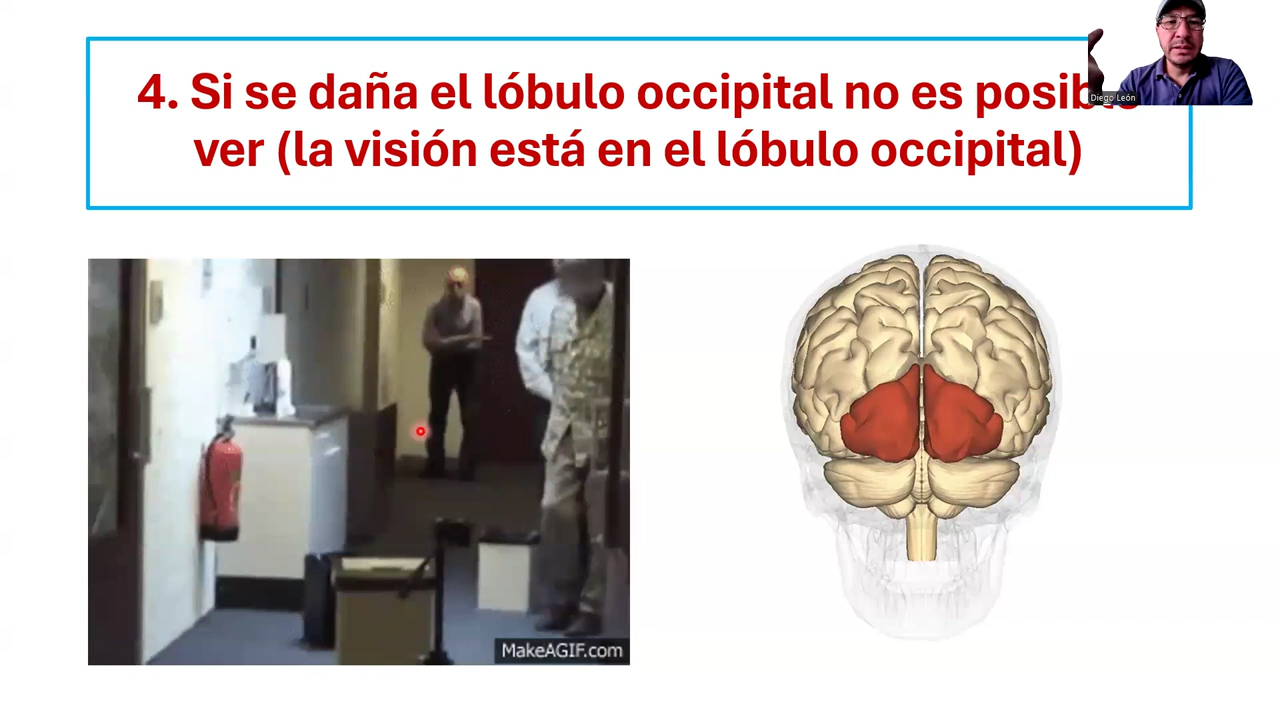 4. Si se daña el lóbulo occipital no es
ver (la visión está en el lóbulo occipital)
Diego León
MakeAGIF.com